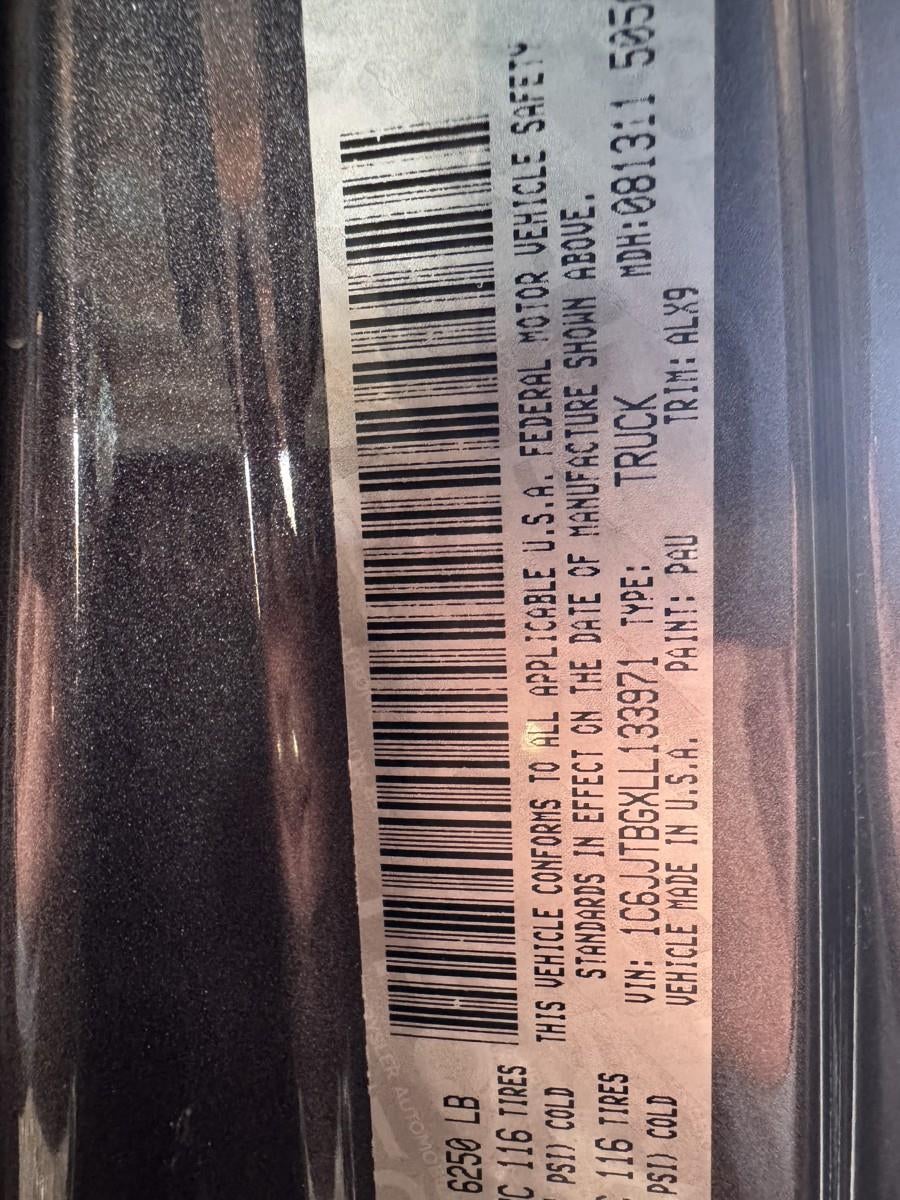 6250 LB
C 116 TIRES
PSI) COLD
116 TIRES
PSI) COLD
THIS VEHICLE CONFORMS TO ALL APPLICABLE U.S.A. FEDERAL MOTOR VEHICLE SAFETY
STANDARDS IN EFFECT ON THE DATE OF MANUFACTURE SHOWN ABOVE.
VIN: 1C6JJTBGXLL133971 TYPE: TRUCK MDH:081311 505
VEHICLE MADE IN U.S.A. PAINT: PAU TRIM: ALX9